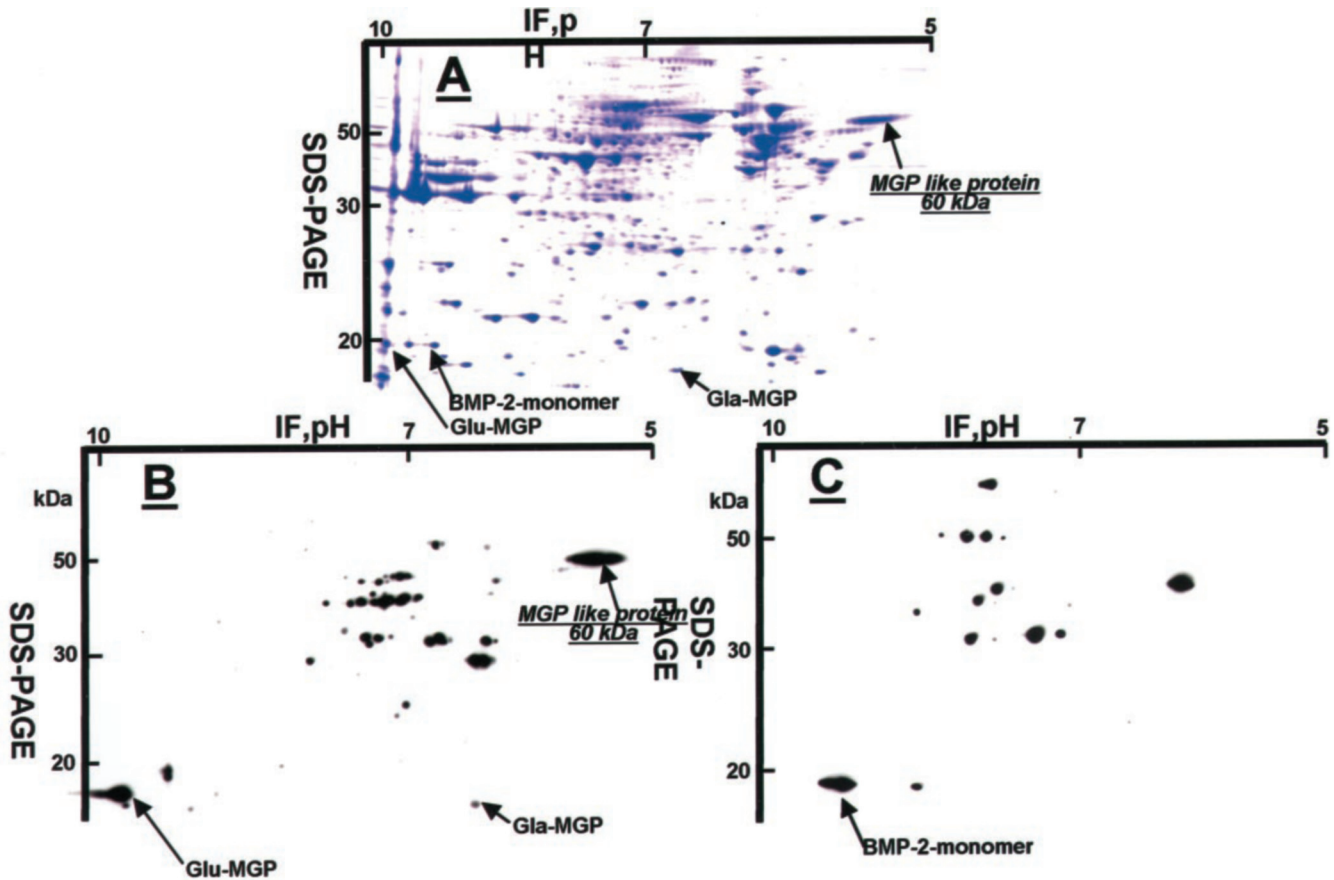 10 IF,p 7 5
H
A
50
30
20
SDS-PAGE
MGP like protein
60 kDa
BMP-2-monomer
Glu-MGP
Gla-MGP
10 IF,pH 7 5
kDa
B
50
30
20
SDS-PAGE
MGP like protein
60 kDa
Gla-MGP
Glu-MGP
10 IF,pH 7 5
kDa
C
50
30
20
SDS-
PAGE
BMP-2-monomer